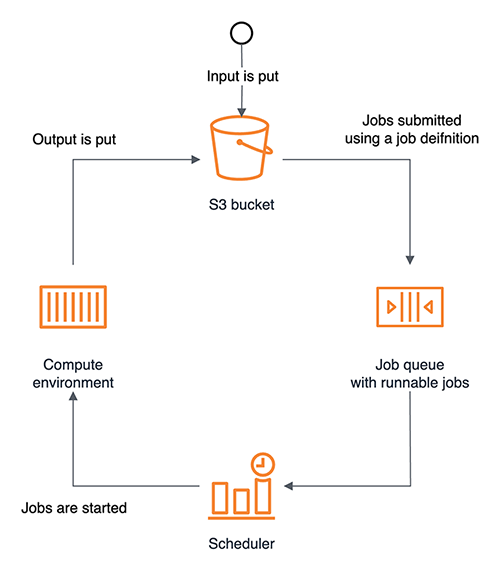 Input is put
Jobs submitted
using a job deifnition
Output is put
S3 bucket
Compute
environment
Job queue
with runnable jobs
Jobs are started
Scheduler